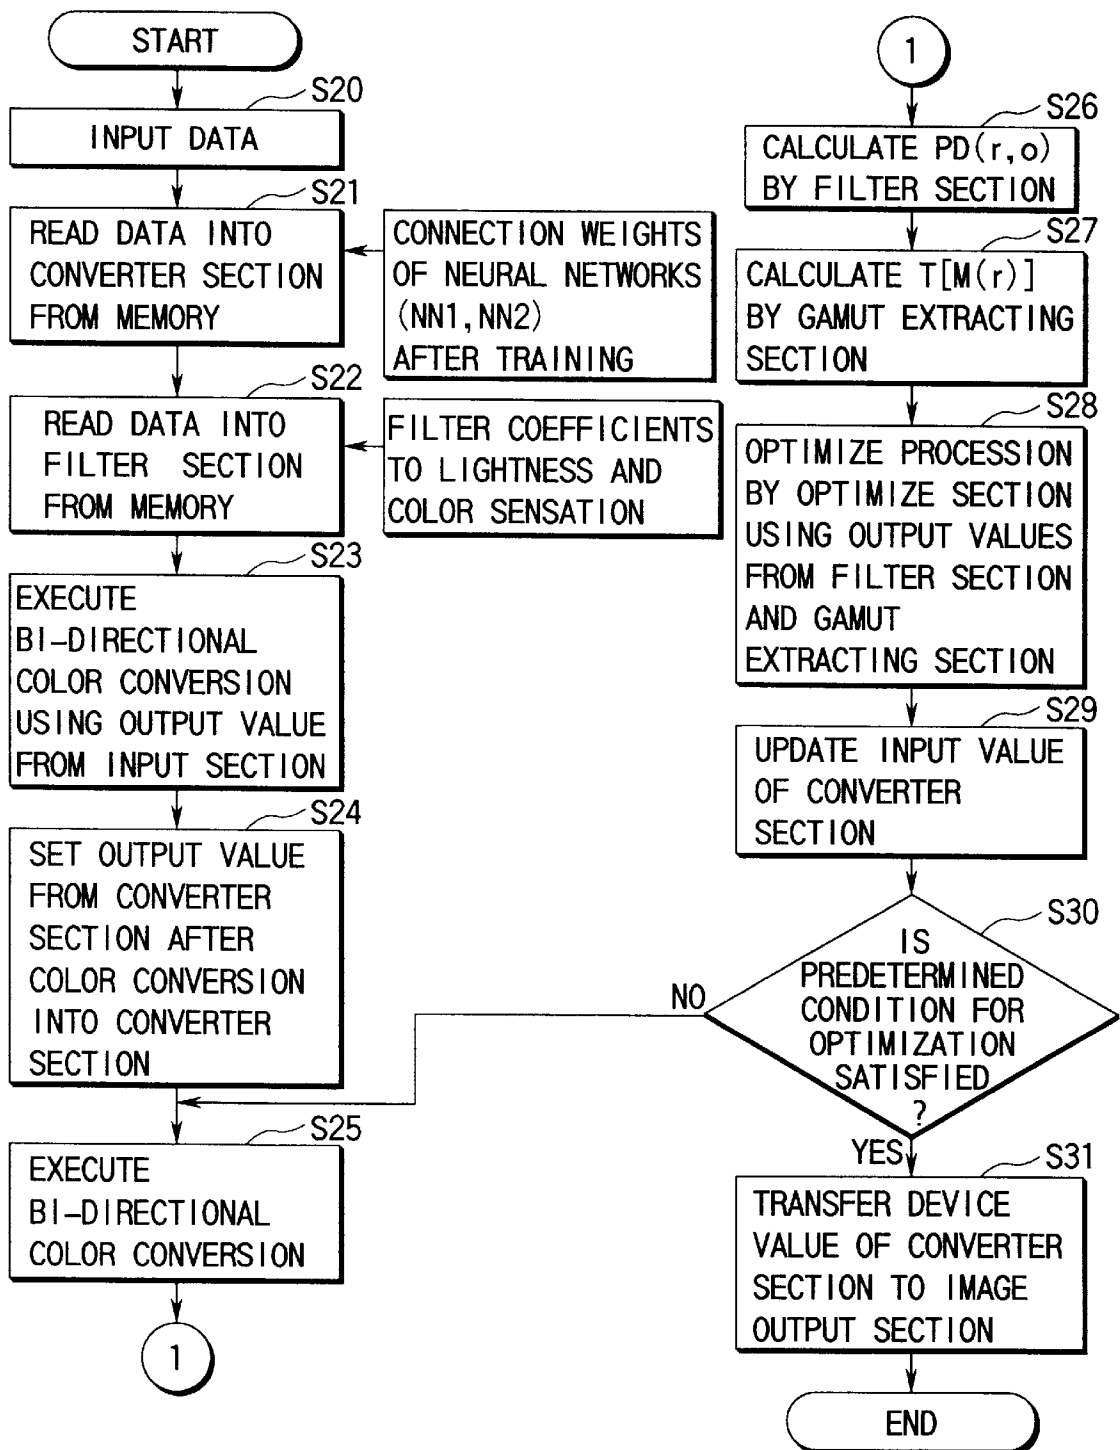 START
S20
INPUT DATA
S21
READ DATA INTO
CONVERTER SECTION
FROM MEMORY
CONNECTION WEIGHTS
OF NEURAL NETWORKS
(NN1,NN2)
AFTER TRAINING
S22
READ DATA INTO
FILTER SECTION
FROM MEMORY
FILTER COEFFICIENTS
TO LIGHTNESS AND
COLOR SENSATION
S23
EXECUTE
BI-DIRECTIONAL
COLOR CONVERSION
USING OUTPUT VALUE
FROM INPUT SECTION
S24
SET OUTPUT VALUE
FROM CONVERTER
SECTION AFTER
COLOR CONVERSION
INTO CONVERTER
SECTION
S25
EXECUTE
BI-DIRECTIONAL
COLOR CONVERSION
1
1
S26
CALCULATE PD(r,o)
BY FILTER SECTION
S27
CALCULATE T[M(r)]
BY GAMUT EXTRACTING
SECTION
S28
OPTIMIZE PROCESSION
BY OPTIMIZE SECTION
USING OUTPUT VALUES
FROM FILTER SECTION
AND GAMUT
EXTRACTING SECTION
S29
UPDATE INPUT VALUE
OF CONVERTER
SECTION
S30
IS
PREDETERMINED
CONDITION FOR
OPTIMIZATION
SATISFIED
?
NO
YES
S31
TRANSFER DEVICE
VALUE OF CONVERTER
SECTION TO IMAGE
OUTPUT SECTION
END